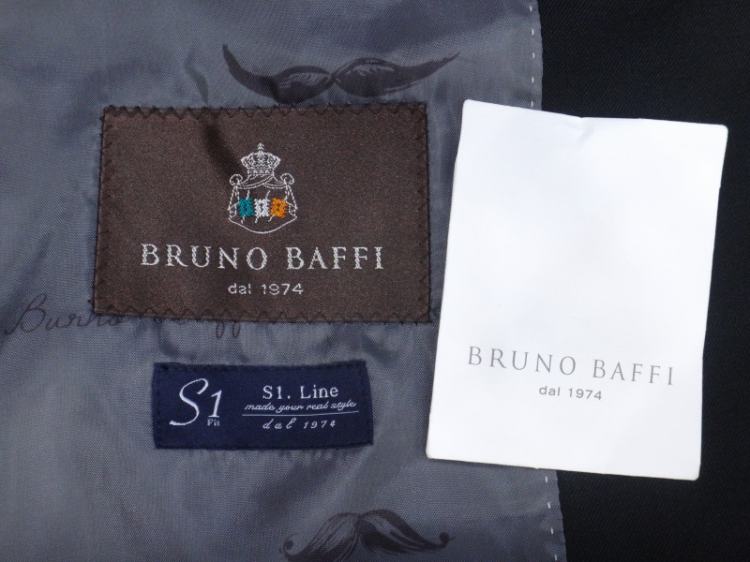 BRUNO BAFFI
dal 1974
S1
Fit
S1. Line
made your real style
dal 1974
BRUNO BAFFI
dal 1974